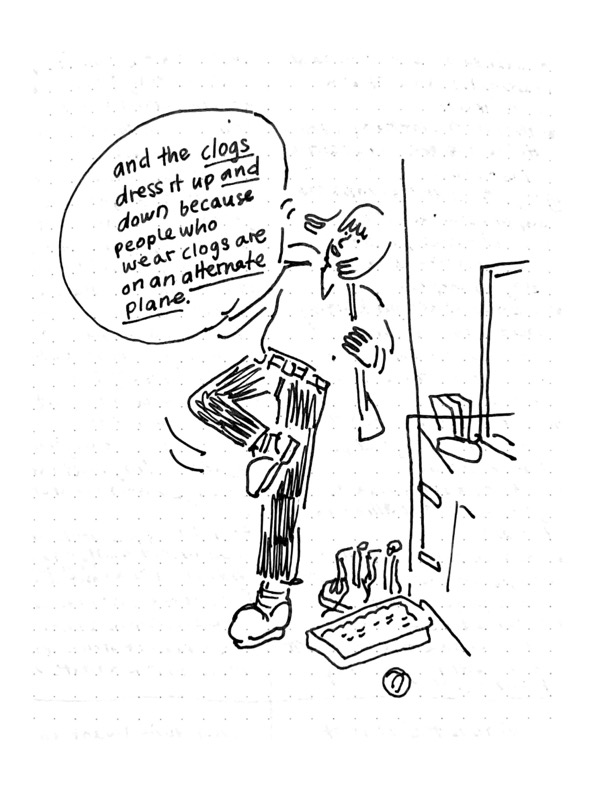 and the clogs
dress it up and
down because
people who
wear clogs are
on an alternate
plane.